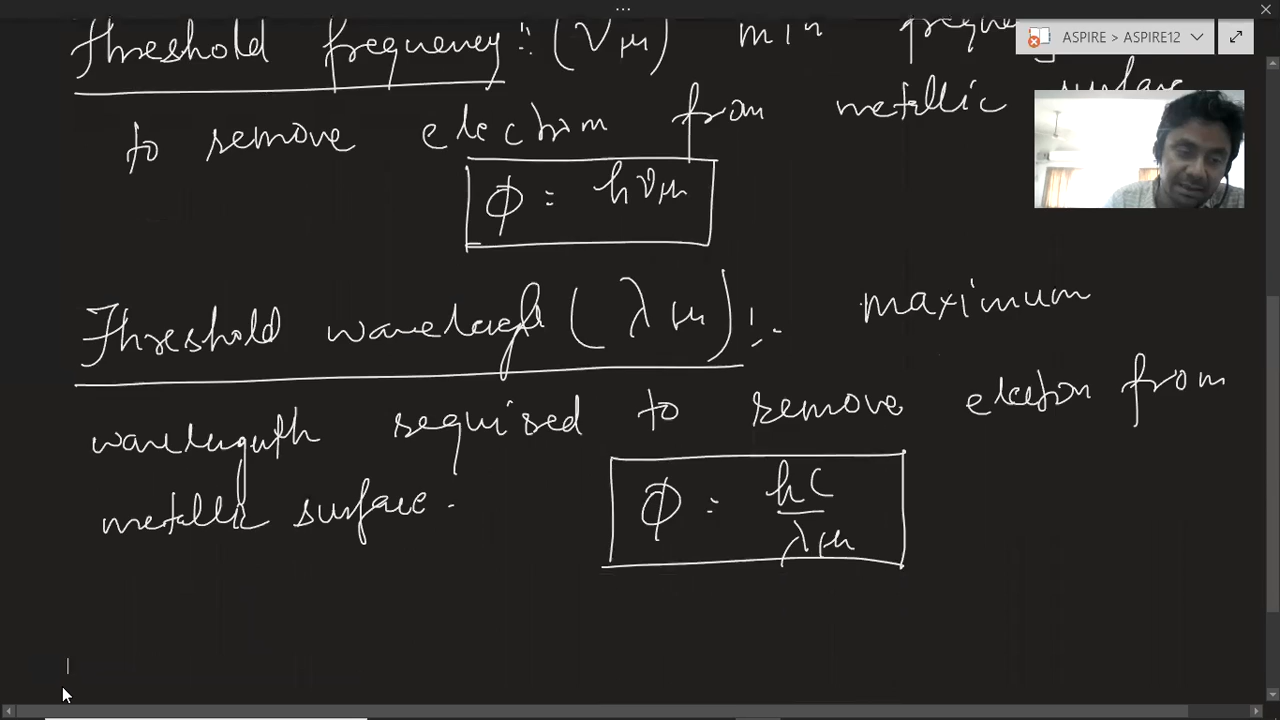 Threshold frequency:: (νth) min frequen
ASPIRE > ASPIRE12
to remove electron from metallic surface
ϕ = hνth
Threshold wavelength (λth):- maximum
wavelength required to remove electron from
metallic surface.
ϕ = hc/λth